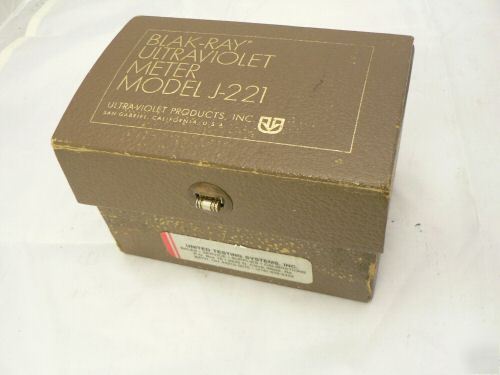 BLAK-RAY®
ULTRAVIOLET
METER
MODEL J-221
ULTRA-VIOLET PRODUCTS, INC.
SAN GABRIEL, CALIFORNIA, U.S.A.
UNITED TESTING SYSTEMS, INC.